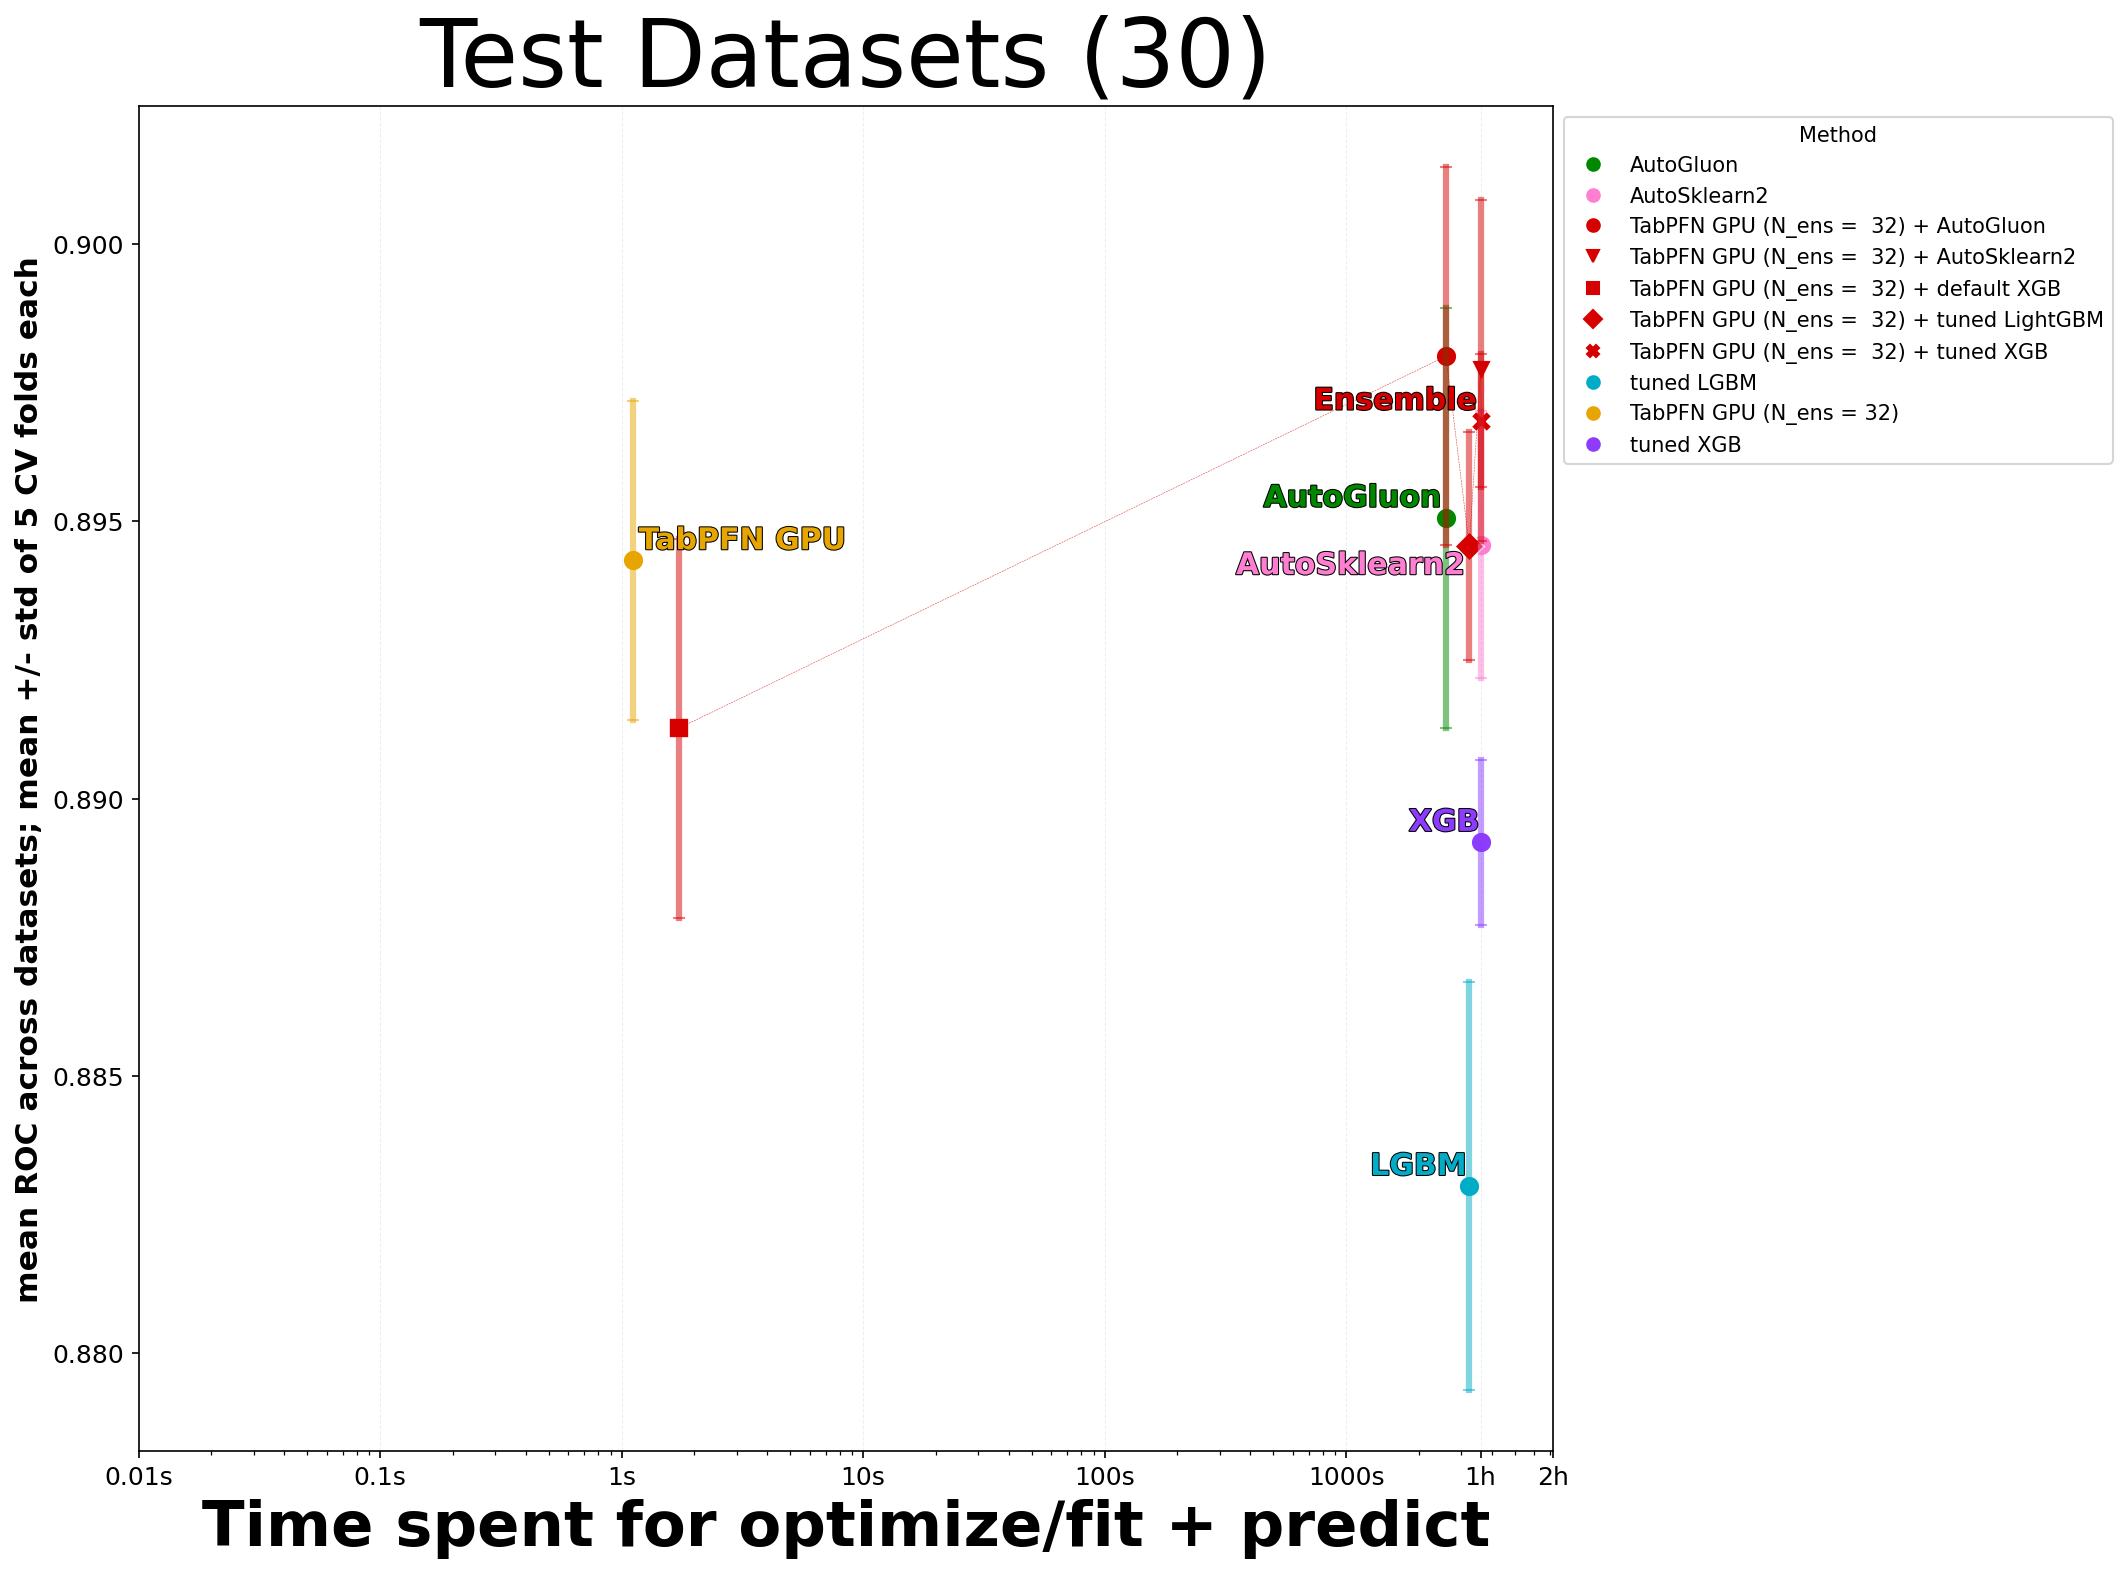 Test Datasets (30)
mean ROC across datasets; mean +/- std of 5 CV folds each
0.900
0.895
0.890
0.885
0.880
Ensemble
AutoGluon
TabPFN GPU
AutoSklearn2
XGB
LGBM
0.01s
0.1s
1s
10s
100s
1000s
1h
2h
Time spent for optimize/fit + predict
Method
AutoGluon
AutoSklearn2
TabPFN GPU (N_ens =  32) + AutoGluon
TabPFN GPU (N_ens =  32) + AutoSklearn2
TabPFN GPU (N_ens =  32) + default XGB
TabPFN GPU (N_ens =  32) + tuned LightGBM
TabPFN GPU (N_ens =  32) + tuned XGB
tuned LGBM
TabPFN GPU (N_ens = 32)
tuned XGB